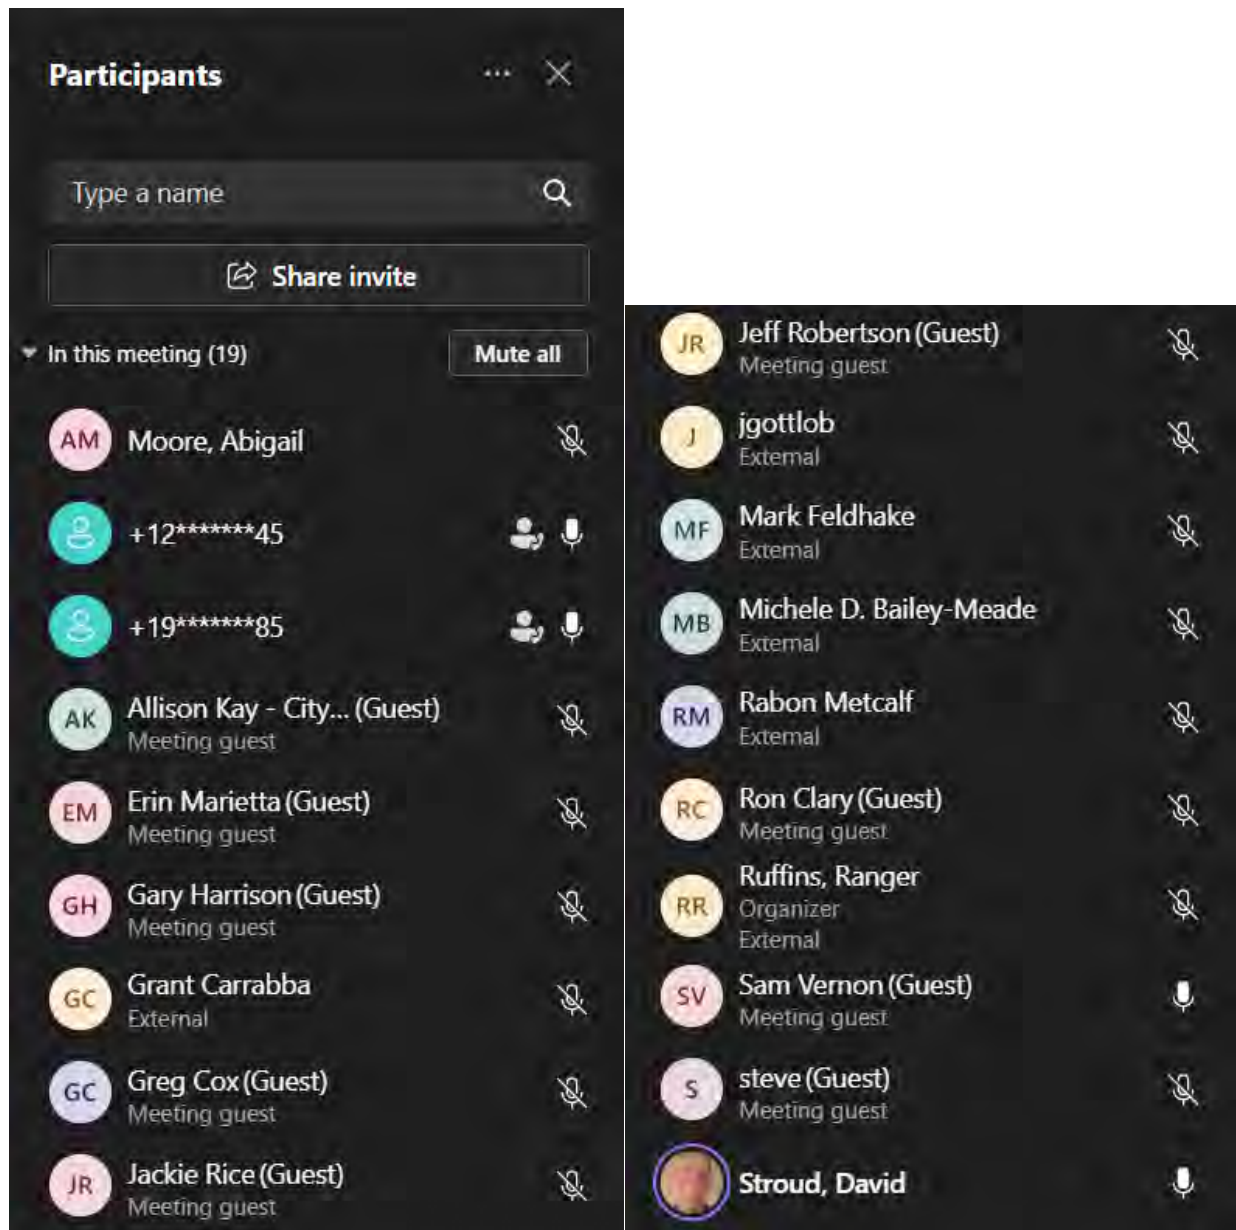 Participants
Type a name
Share invite
In this meeting (19)
Mute all
AM
Moore, Abigail
+12*******45
+19*******85
AK
Allison Kay - City... (Guest)
Meeting guest
EM
Erin Marietta (Guest)
Meeting guest
GH
Gary Harrison (Guest)
Meeting guest
GC
Grant Carrabba
External
GC
Greg Cox (Guest)
Meeting guest
JR
Jackie Rice (Guest)
Meeting guest
JR
Jeff Robertson (Guest)
Meeting guest
J
jgottlob
External
MF
Mark Feldhake
External
MB
Michele D. Bailey-Meade
External
RM
Rabon Metcalf
External
RC
Ron Clary (Guest)
Meeting guest
RR
Ruffins, Ranger
Organizer
External
SV
Sam Vernon (Guest)
Meeting guest
S
steve (Guest)
Meeting guest
Stroud, David